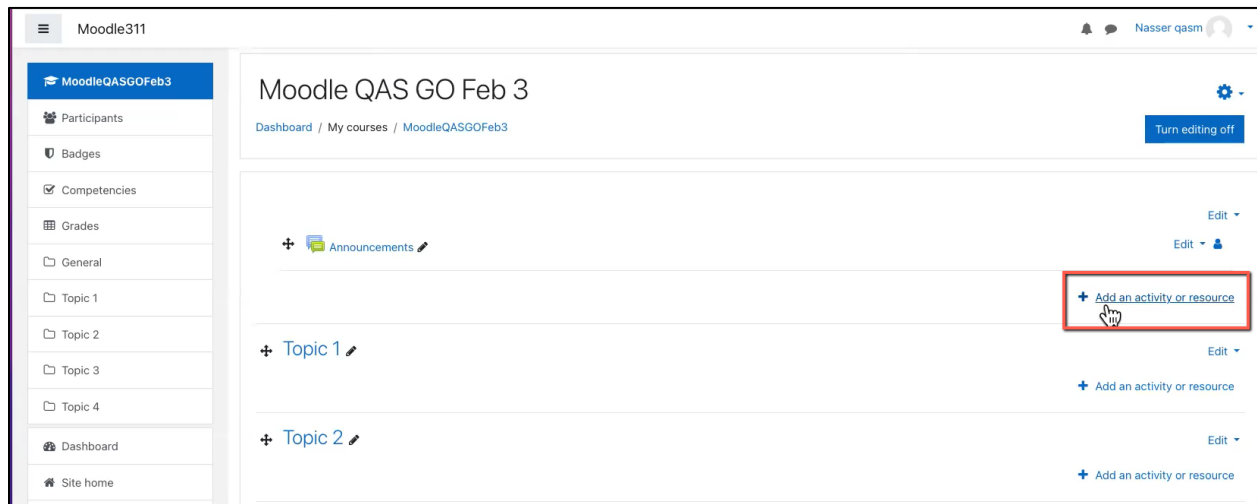 Moodle311
Nasser qasm
MoodleQASGOFeb3
Participants
Badges
Competencies
Grades
General
Topic 1
Topic 2
Topic 3
Topic 4
Dashboard
Site home
Moodle QAS GO Feb 3
Dashboard / My courses / MoodleQASGOFeb3
Turn editing off
Edit
Announcements
Edit
Add an activity or resource
Topic 1
Edit
Add an activity or resource
Topic 2
Edit
Add an activity or resource